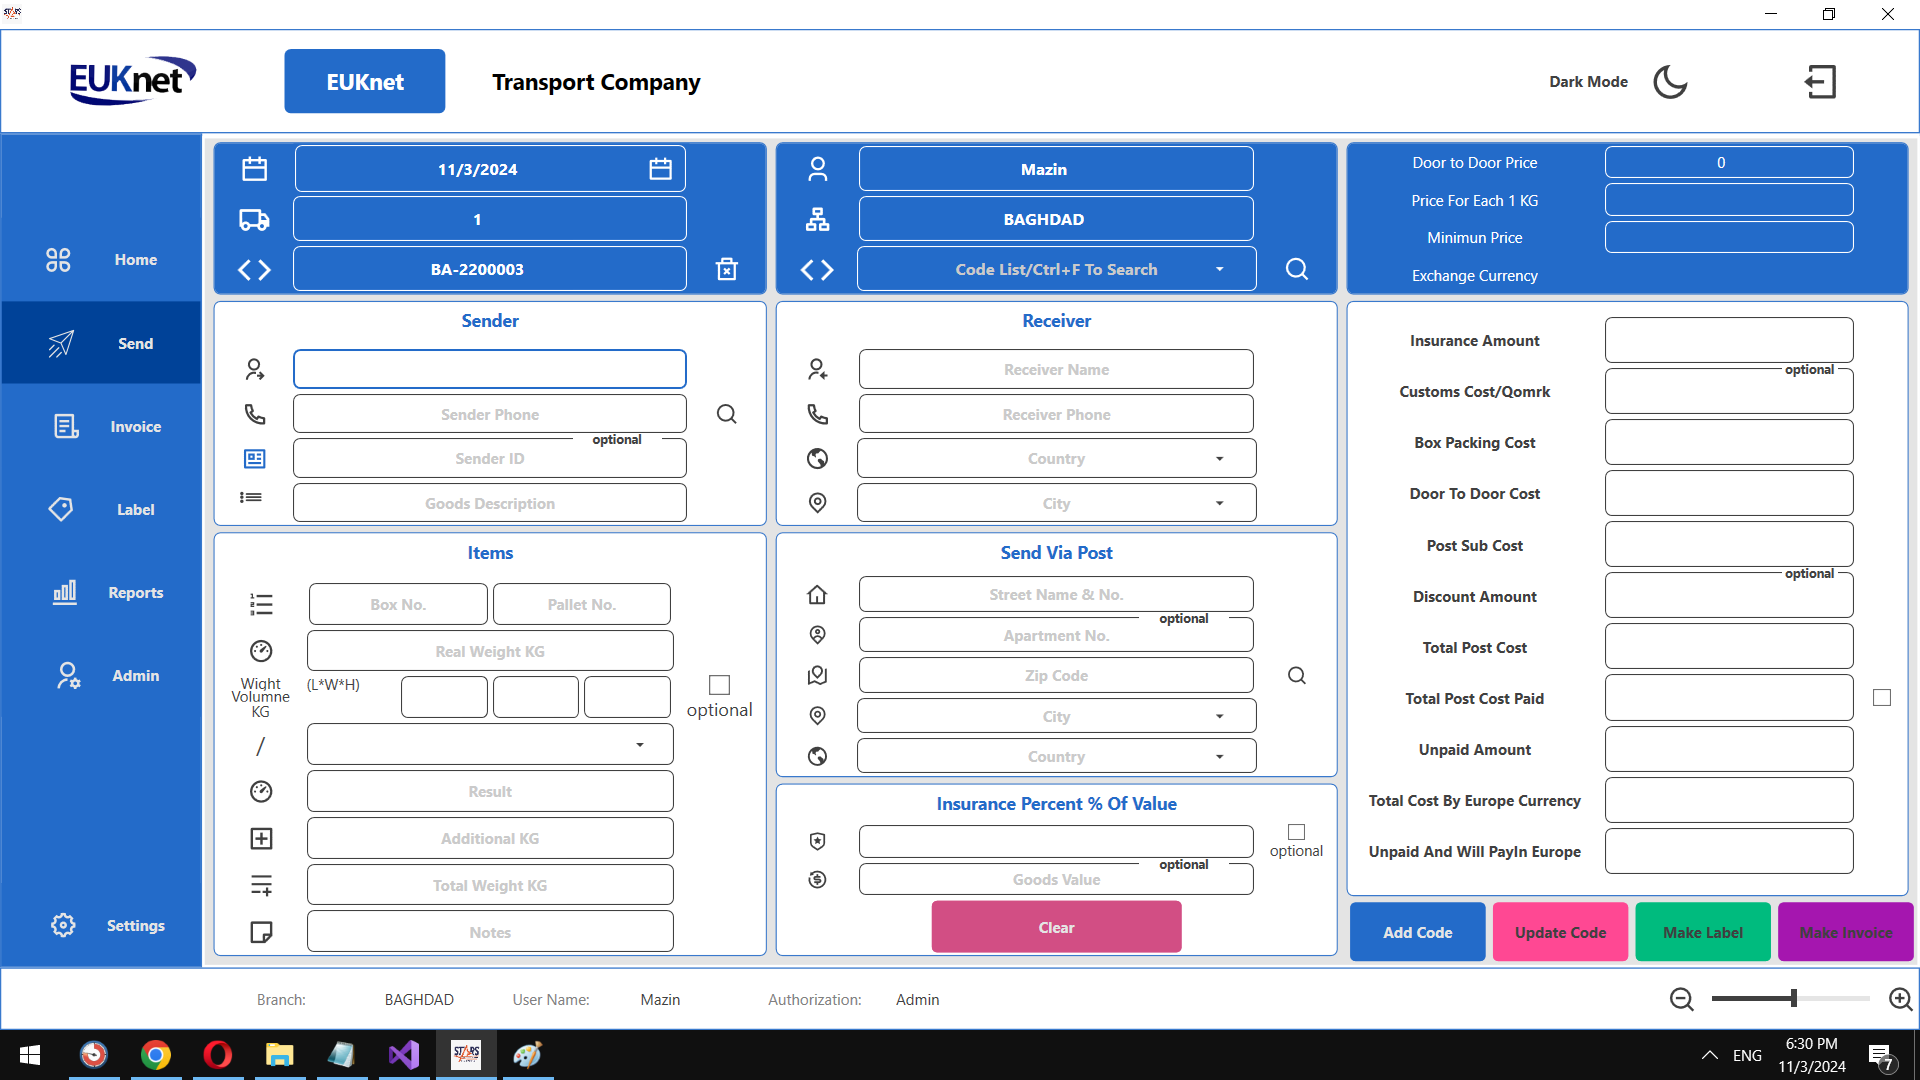 STARS
EUKnet
EUKnet
Transport Company
Dark Mode
Home
Send
Invoice
Label
Reports
Admin
Settings
11/3/2024
1
BA-2200003
Mazin
BAGHDAD
Code List/Ctrl+F To Search
Door to Door Price
0
Price For Each 1 KG
Minimun Price
Exchange Currency
Sender
Sender Phone
optional
Sender ID
Goods Description
Receiver
Receiver Name
Receiver Phone
Country
City
Items
Box No.
Pallet No.
Real Weight KG
Wight
Volumne
KG
(L*W*H)
optional
/
Result
Additional KG
Total Weight KG
Notes
Send Via Post
Street Name & No.
optional
Apartment No.
Zip Code
City
Country
Insurance Percent % Of Value
optional
optional
Goods Value
Clear
Insurance Amount
optional
Customs Cost/Qomrk
Box Packing Cost
Door To Door Cost
Post Sub Cost
optional
Discount Amount
Total Post Cost
Total Post Cost Paid
Unpaid Amount
Total Cost By Europe Currency
Unpaid And Will PayIn Europe
Add Code
Update Code
Make Label
Make Invoice
Branch:
BAGHDAD
User Name:
Mazin
Authorization:
Admin
STARS
ENG
6:30 PM
11/3/2024
7